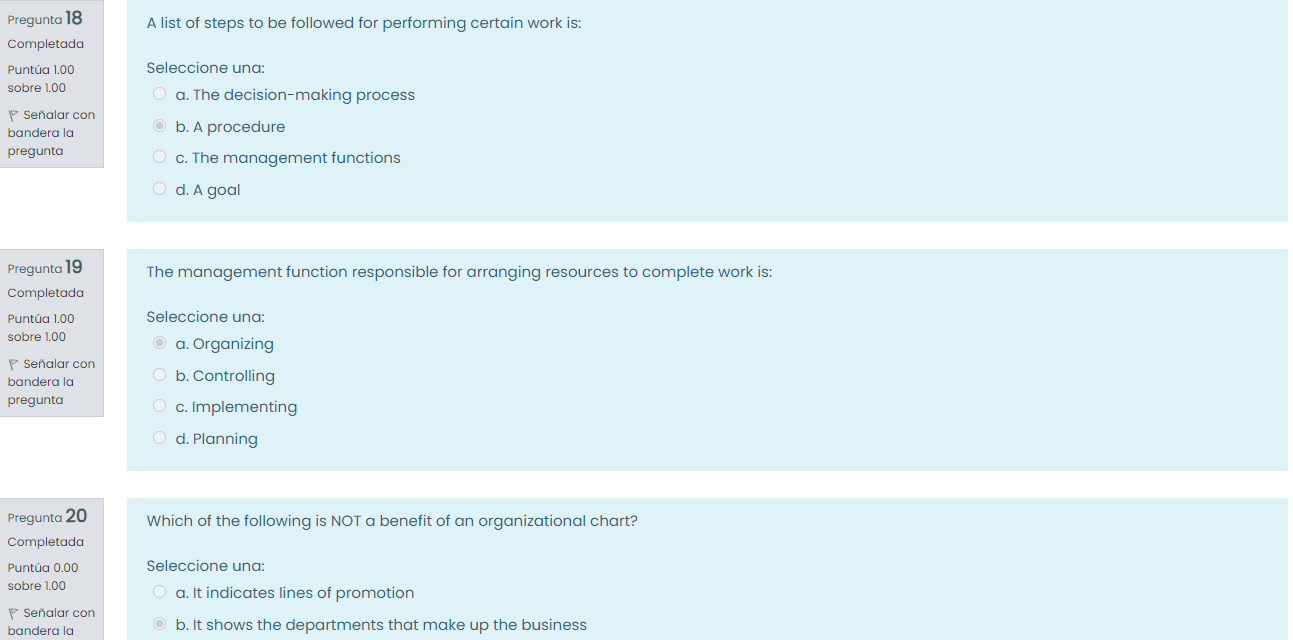 Pregunta 18
Completada
Puntúa 1.00
sobre 1.00
Señalar con
bandera la
pregunta
A list of steps to be followed for performing certain work is:
Seleccione una:
a. The decision-making process
b. A procedure
c. The management functions
d. A goal
Pregunta 19
Completada
Puntúa 1.00
sobre 1.00
Señalar con
bandera la
pregunta
The management function responsible for arranging resources to complete work is:
Seleccione una:
a. Organizing
b. Controlling
c. Implementing
d. Planning
Pregunta 20
Completada
Puntúa 0.00
sobre 1.00
Señalar con
bandera la
Which of the following is NOT a benefit of an organizational chart?
Seleccione una:
a. It indicates lines of promotion
b. It shows the departments that make up the business